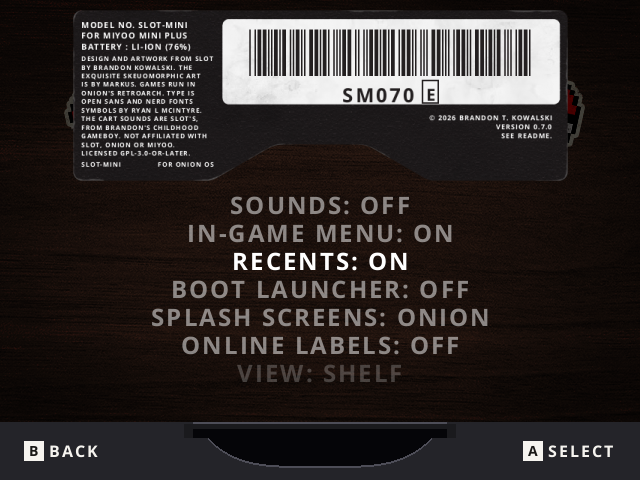 MODEL NO. SLOT-MINI
FOR MIYOO MINI PLUS
BATTERY : LI-ION (76%)
DESIGN AND ARTWORK FROM SLOT
BY BRANDON KOWALSKI. THE
EXQUISITE SKEUOMORPHIC ART
IS BY MARKUS. GAMES RUN IN
ONION'S RETROARCH. TYPE IS
OPEN SANS AND NERD FONTS
SYMBOLS BY RYAN L MCINTYRE.
THE CART SOUNDS ARE SLOT'S,
FROM BRANDON'S CHILDHOOD
GAMEBOY. NOT AFFILIATED WITH
SLOT, ONION OR MIYOO.
LICENSED GPL-3.0-OR-LATER.
SLOT-MINI FOR ONION OS
SM070 E
© 2026 BRANDON T. KOWALSKI
VERSION 0.7.0
SEE README.
SOUNDS: OFF
IN-GAME MENU: ON
RECENTS: ON
BOOT LAUNCHER: OFF
SPLASH SCREENS: ONION
ONLINE LABELS: OFF
VIEW: SHELF
B BACK
A SELECT